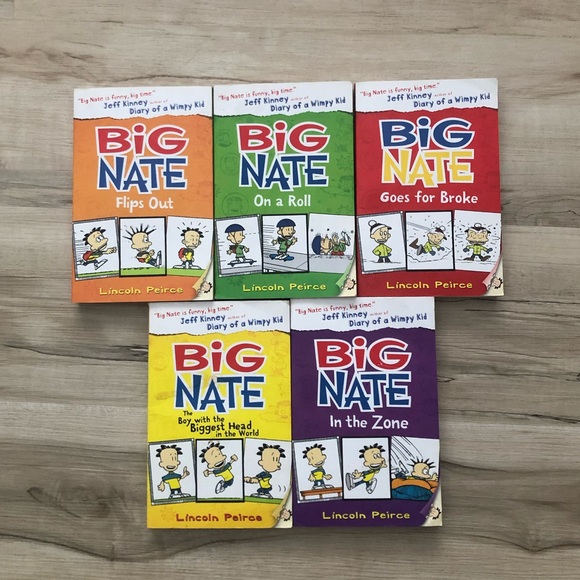 "Big Nate is funny, big time."
Jeff Kinney author of
Diary of a Wimpy Kid
BiG
NATE
Flips Out
Lincoln Peirce
"Big Nate is funny, big time."
Jeff Kinney author of
Diary of a Wimpy Kid
BiG
NATE
On a Roll
Lincoln Peirce
"Big Nate is funny, big time."
Jeff Kinney author of
Diary of a Wimpy Kid
BiG
NATE
Goes for Broke
Lincoln Peirce
"Big Nate is funny, big time."
Jeff Kinney author of
Diary of a Wimpy Kid
BiG
NATE
The
Boy with the
Biggest Head
in the World
Lincoln Peirce
"Big Nate is funny, big time."
Jeff Kinney author of
Diary of a Wimpy Kid
BiG
NATE
In the Zone
Lincoln Peirce